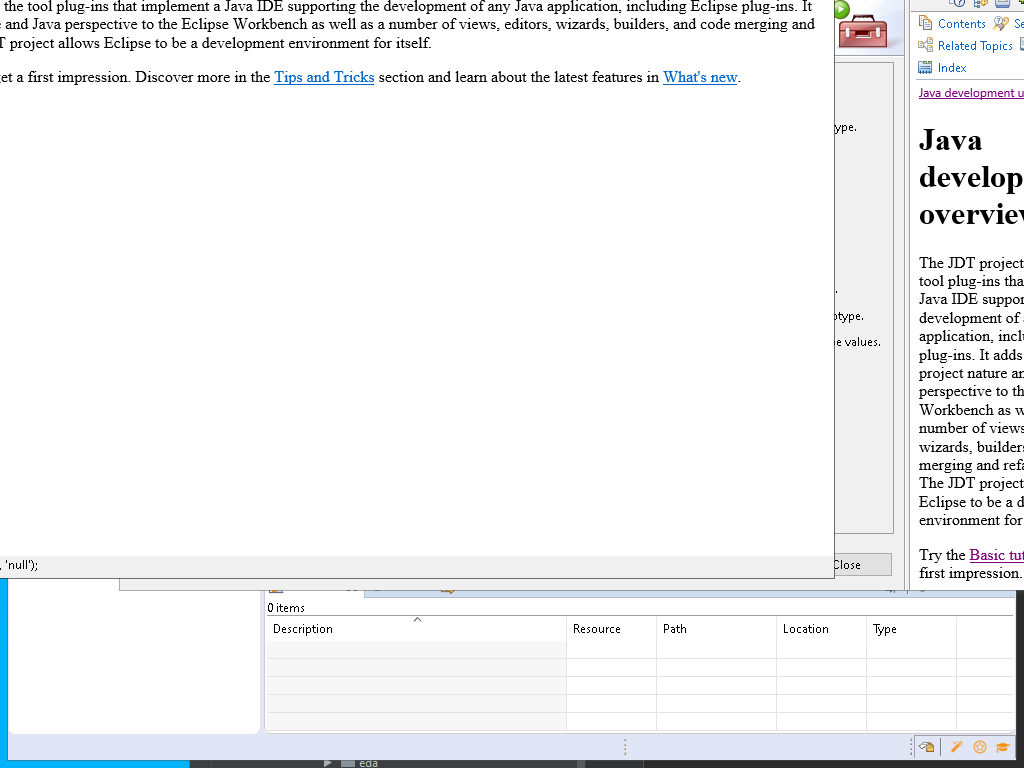 the tool plug-ins that implement a Java IDE supporting the development of any Java application, including Eclipse plug-ins. It
and Java perspective to the Eclipse Workbench as well as a number of views, editors, wizards, builders, and code merging and
T project allows Eclipse to be a development environment for itself.
et a first impression. Discover more in the Tips and Tricks section and learn about the latest features in What's new.
, 'null');
ype.
otype.
e values.
Close
Contents
Se
Related Topics
Index
Java development u
Java
develop
overvie
The JDT project
tool plug-ins tha
Java IDE suppor
development of a
application, inclu
plug-ins. It adds
project nature an
perspective to th
Workbench as w
number of views
wizards, builders
merging and refa
The JDT project
Eclipse to be a d
environment for
Try the Basic tut
first impression.
0 items
Description Resource Path Location Type
eda